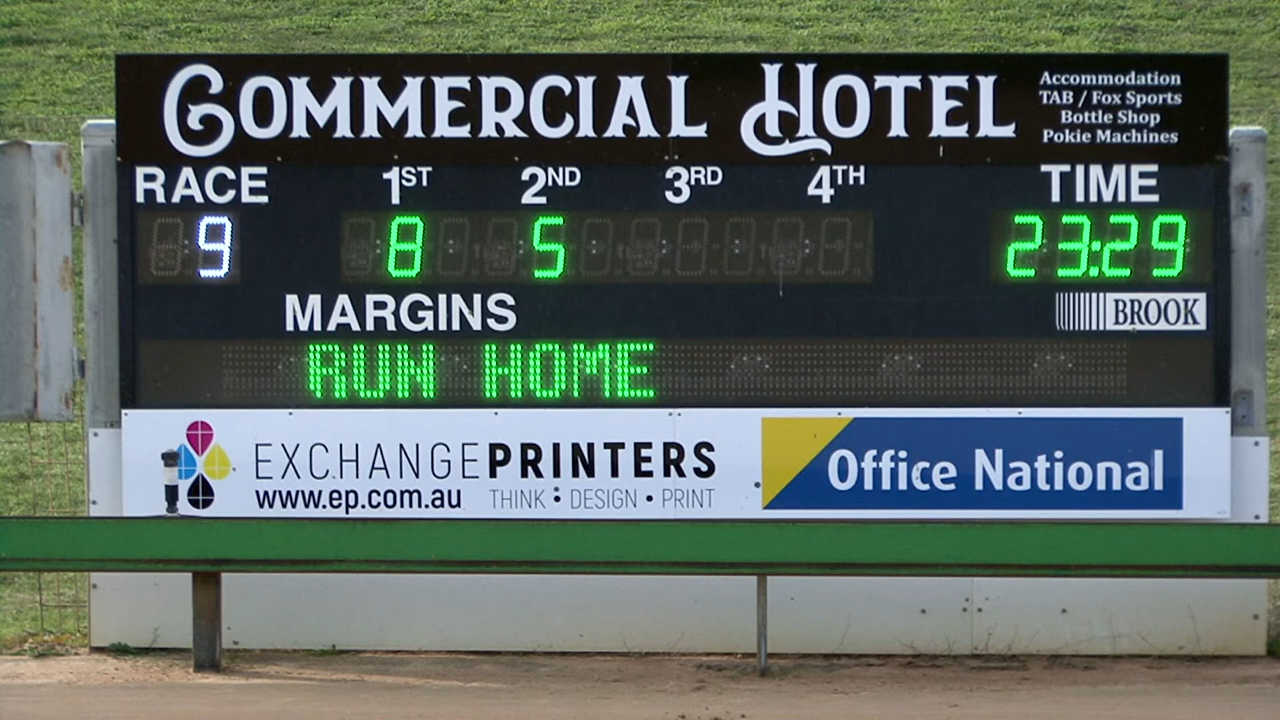 COMMERCIAL HOTEL
Accommodation
TAB / Fox Sports
Bottle Shop
Pokie Machines
RACE 1ST 2ND 3RD 4TH TIME
9 8 5 23:29
MARGINS
BROOK
RUN HOME
EXCHANGEPRINTERS
www.ep.com.au THINK • DESIGN • PRINT
Office National